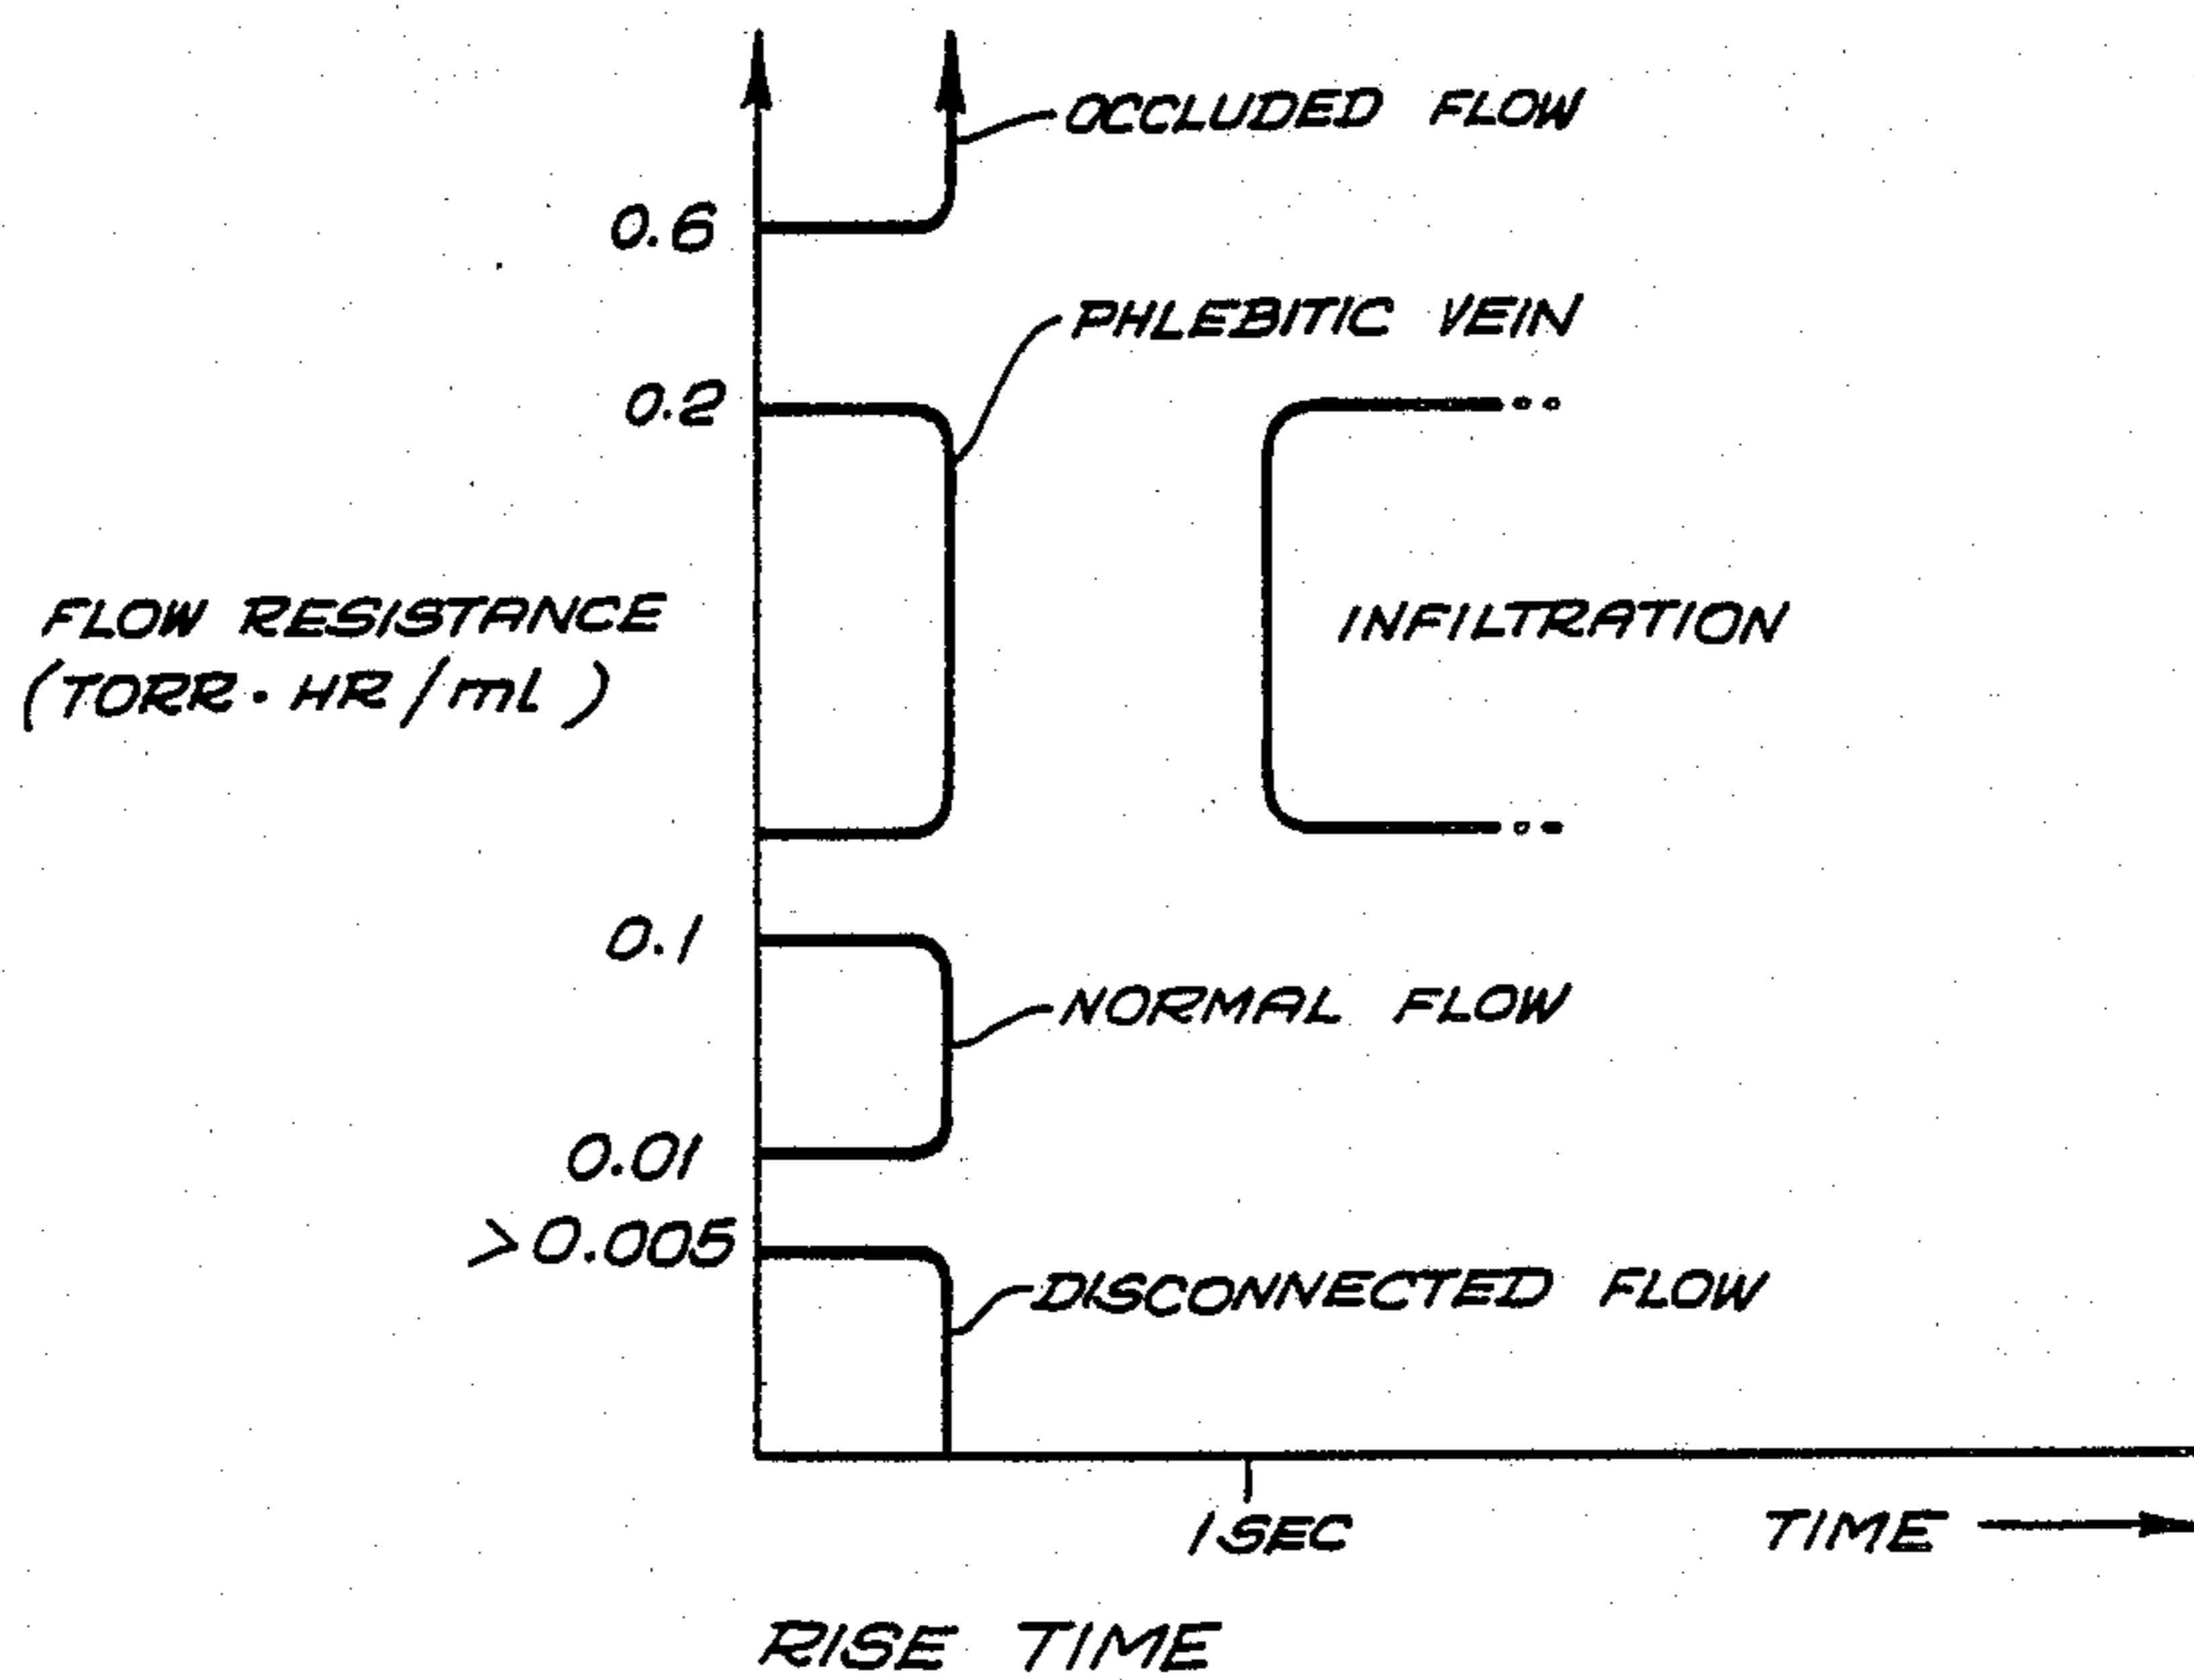 OCCLUDED FLOW
0.6
PHLEBITIC VEIN
0.2
FLOW RESISTANCE
(TORR·HR/ml)
INFILTRATION
0.1
NORMAL FLOW
0.01
>0.005
DISCONNECTED FLOW
1 SEC
TIME
RISE TIME